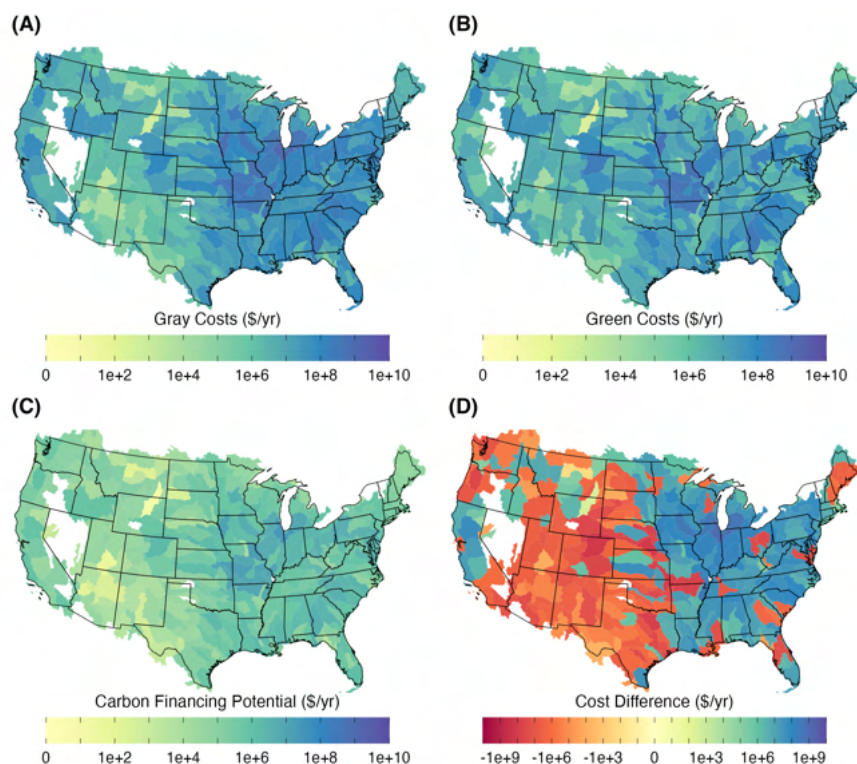 (A)
(B)
Gray Costs ($/yr)
Green Costs ($/yr)
0 1e+2 1e+4 1e+6 1e+8 1e+10
0 1e+2 1e+4 1e+6 1e+8 1e+10
(C)
(D)
Carbon Financing Potential ($/yr)
Cost Difference ($/yr)
0 1e+2 1e+4 1e+6 1e+8 1e+10
-1e+9 -1e+6 -1e+3 0 1e+3 1e+6 1e+9